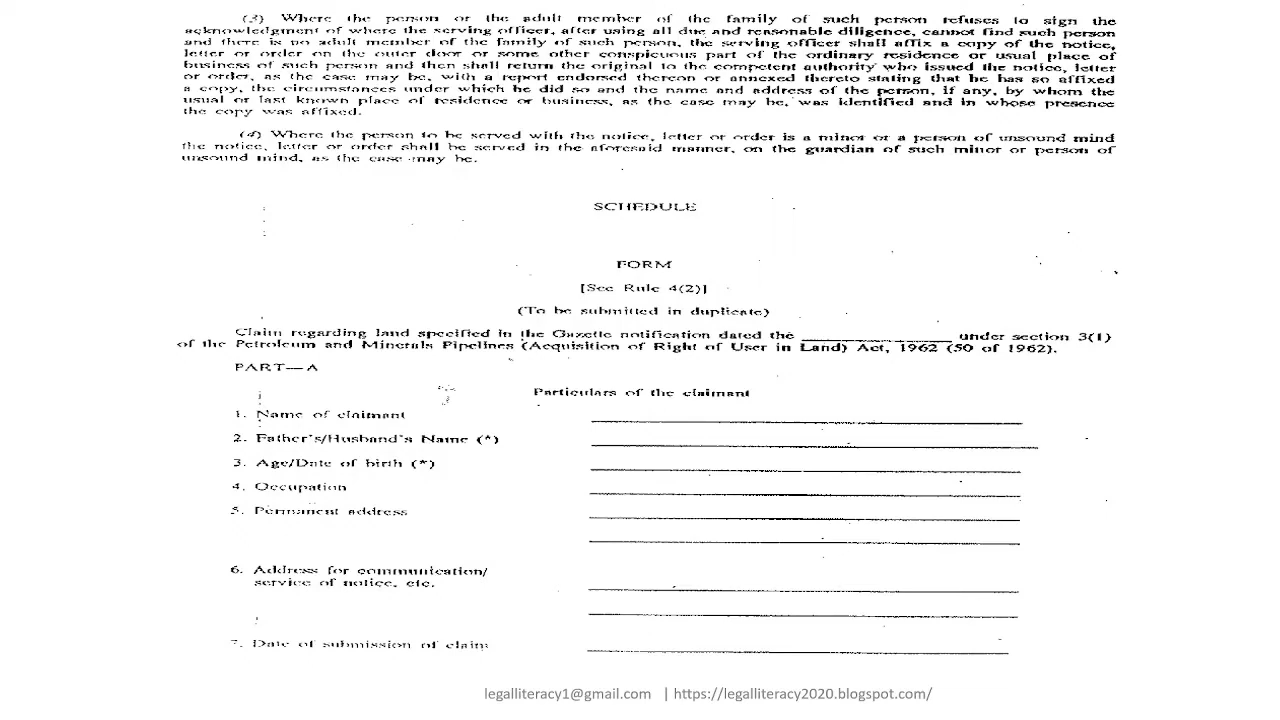 (3) Where the person or the adult member of the family of such person refuses to sign the
acknowledgment of where the serving officer, after using all due and reasonable diligence, cannot find such person
and there is no adult member of the family of such person, the serving officer shall affix a copy of the notice,
letter or order on the outer door or some other conspicuous part of the ordinary residence or usual place of
business of such person and then shall return the original to the competent authority who issued the notice, letter
or order, as the case may be, with a report endorsed thereon or annexed thereto stating that he has so affixed
a copy, the circumstances under which he did so and the name and address of the person, if any, by whom the
usual or last known place of residence or business, as the case may be, was identified and in whose presence
the copy was affixed.
(4) Where the person to be served with the notice, letter or order is a minor or a person of unsound mind
the notice, letter or order shall be served in the aforesaid manner, on the guardian of such minor or person of
unsound mind, as the case may be.
SCHEDULE
FORM
[See Rule 4(2)]
(To be submitted in duplicate)
Claim regarding land specified in the Gazette notification dated the ____________ under section 3(1)
of the Petroleum and Minerals Pipelines (Acquisition of Right of User in Land) Act, 1962 (50 of 1962).
PART—A
Particulars of the claimant
1. Name of claimant
2. Father's/Husband's Name (*)
3. Age/Date of birth (*)
4. Occupation
5. Permanent address
6. Address for communication/
service of notice, etc.
7. Date of submission of claim
legalliteracy1@gmail.com | https://legalliteracy2020.blogspot.com/